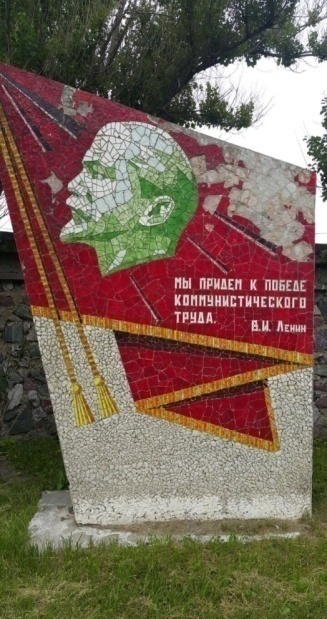 МЫ ПРИДЕМ К ПОБЕДЕ
КОММУНИСТИЧЕСКОГО
ТРУДА.
В.И. Ленин